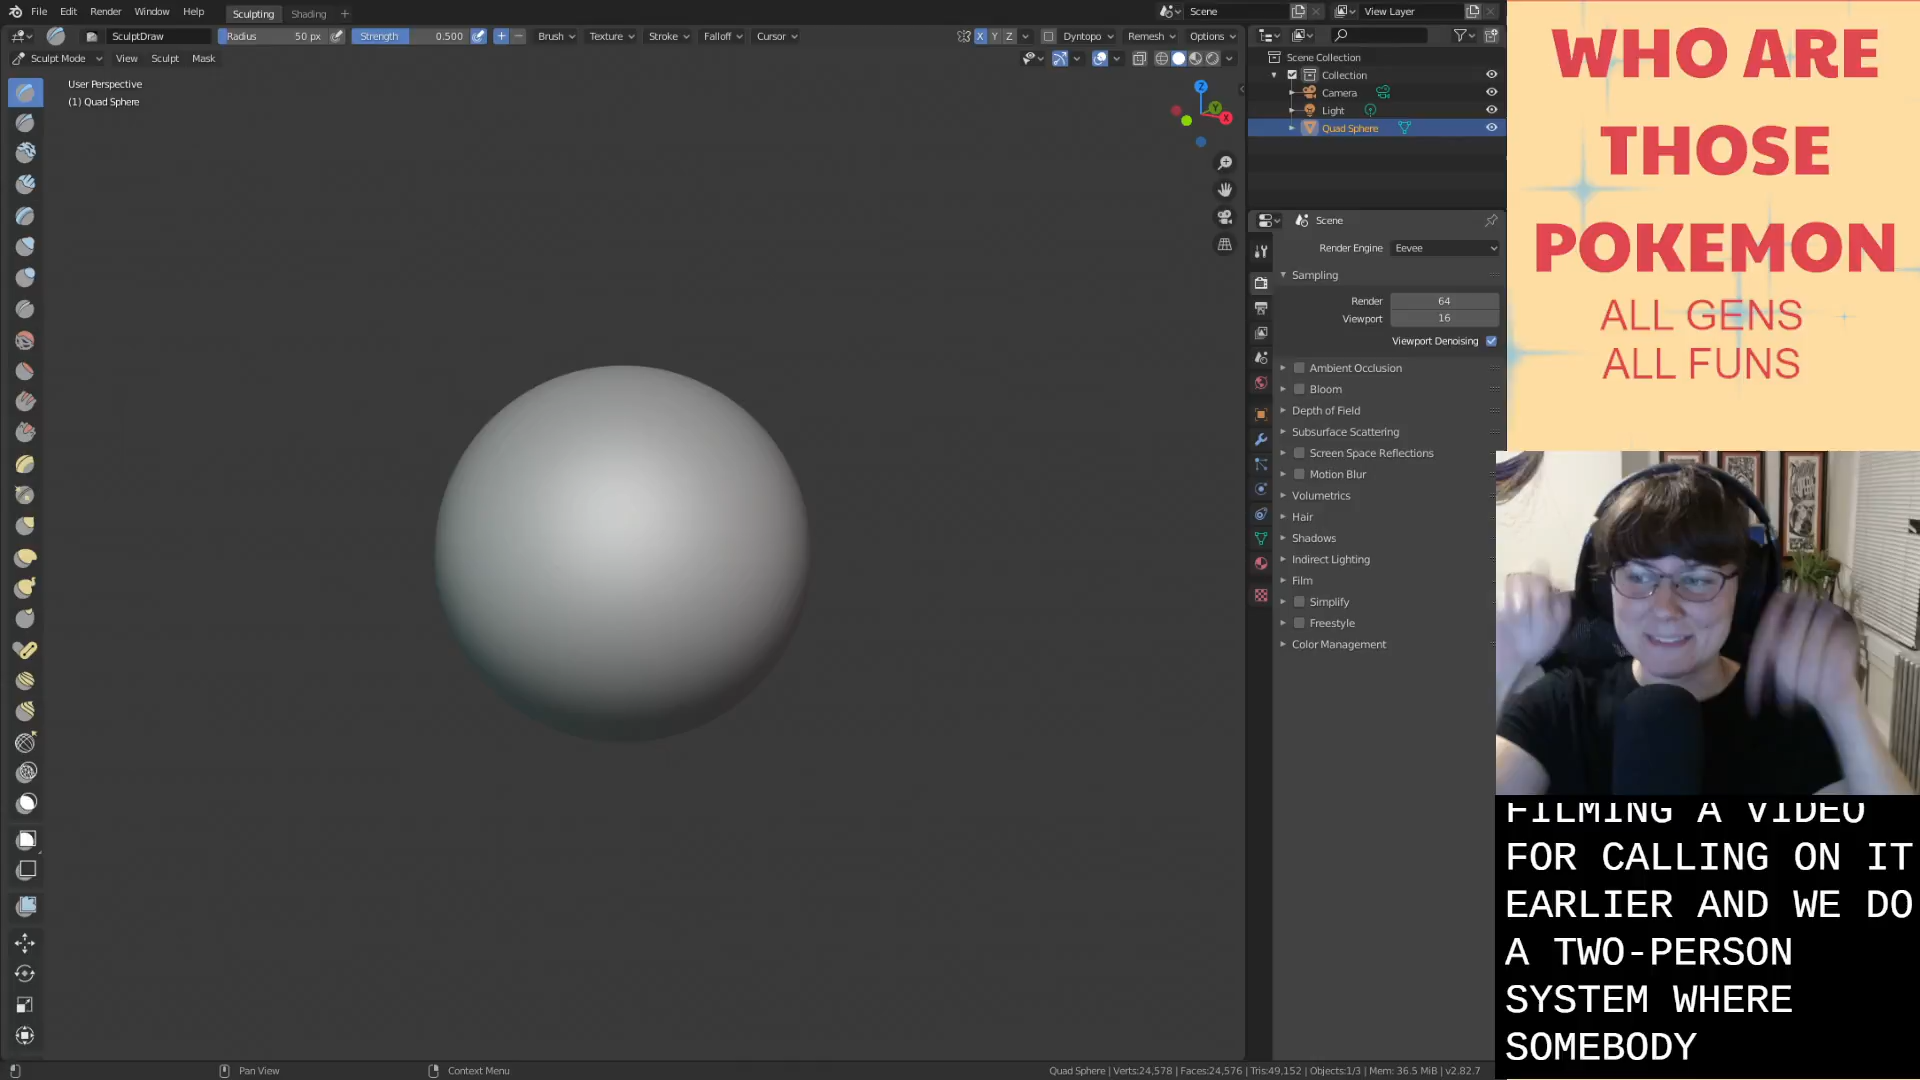 File Edit Render Window Help Sculpting Shading + Scene View Layer
SculptDraw Radius 50 px Strength 0.500 Brush Texture Stroke Falloff Cursor X Y Z Dyntopo Remesh Options
Sculpt Mode View Sculpt Mask
User Perspective
(1) Quad Sphere
Z
Y
X
Scene Collection
Collection
Camera
Light
Quad Sphere
Scene
Render Engine Eevee
Sampling
Render 64
Viewport 16
Viewport Denoising
Ambient Occlusion
Bloom
Depth of Field
Subsurface Scattering
Screen Space Reflections
Motion Blur
Volumetrics
Hair
Shadows
Indirect Lighting
Film
Simplify
Freestyle
Color Management
WHO ARE
THOSE
POKEMON
ALL GENS
ALL FUNS
FILMING A VIDEO
FOR CALLING ON IT
EARLIER AND WE DO
A TWO-PERSON
SYSTEM WHERE
SOMEBODY
Pan View Context Menu Quad Sphere | Verts:24,578 | Faces:24,576 | Tris:49,152 | Objects:1/3 | Mem: 36.5 MiB | v2.82.7